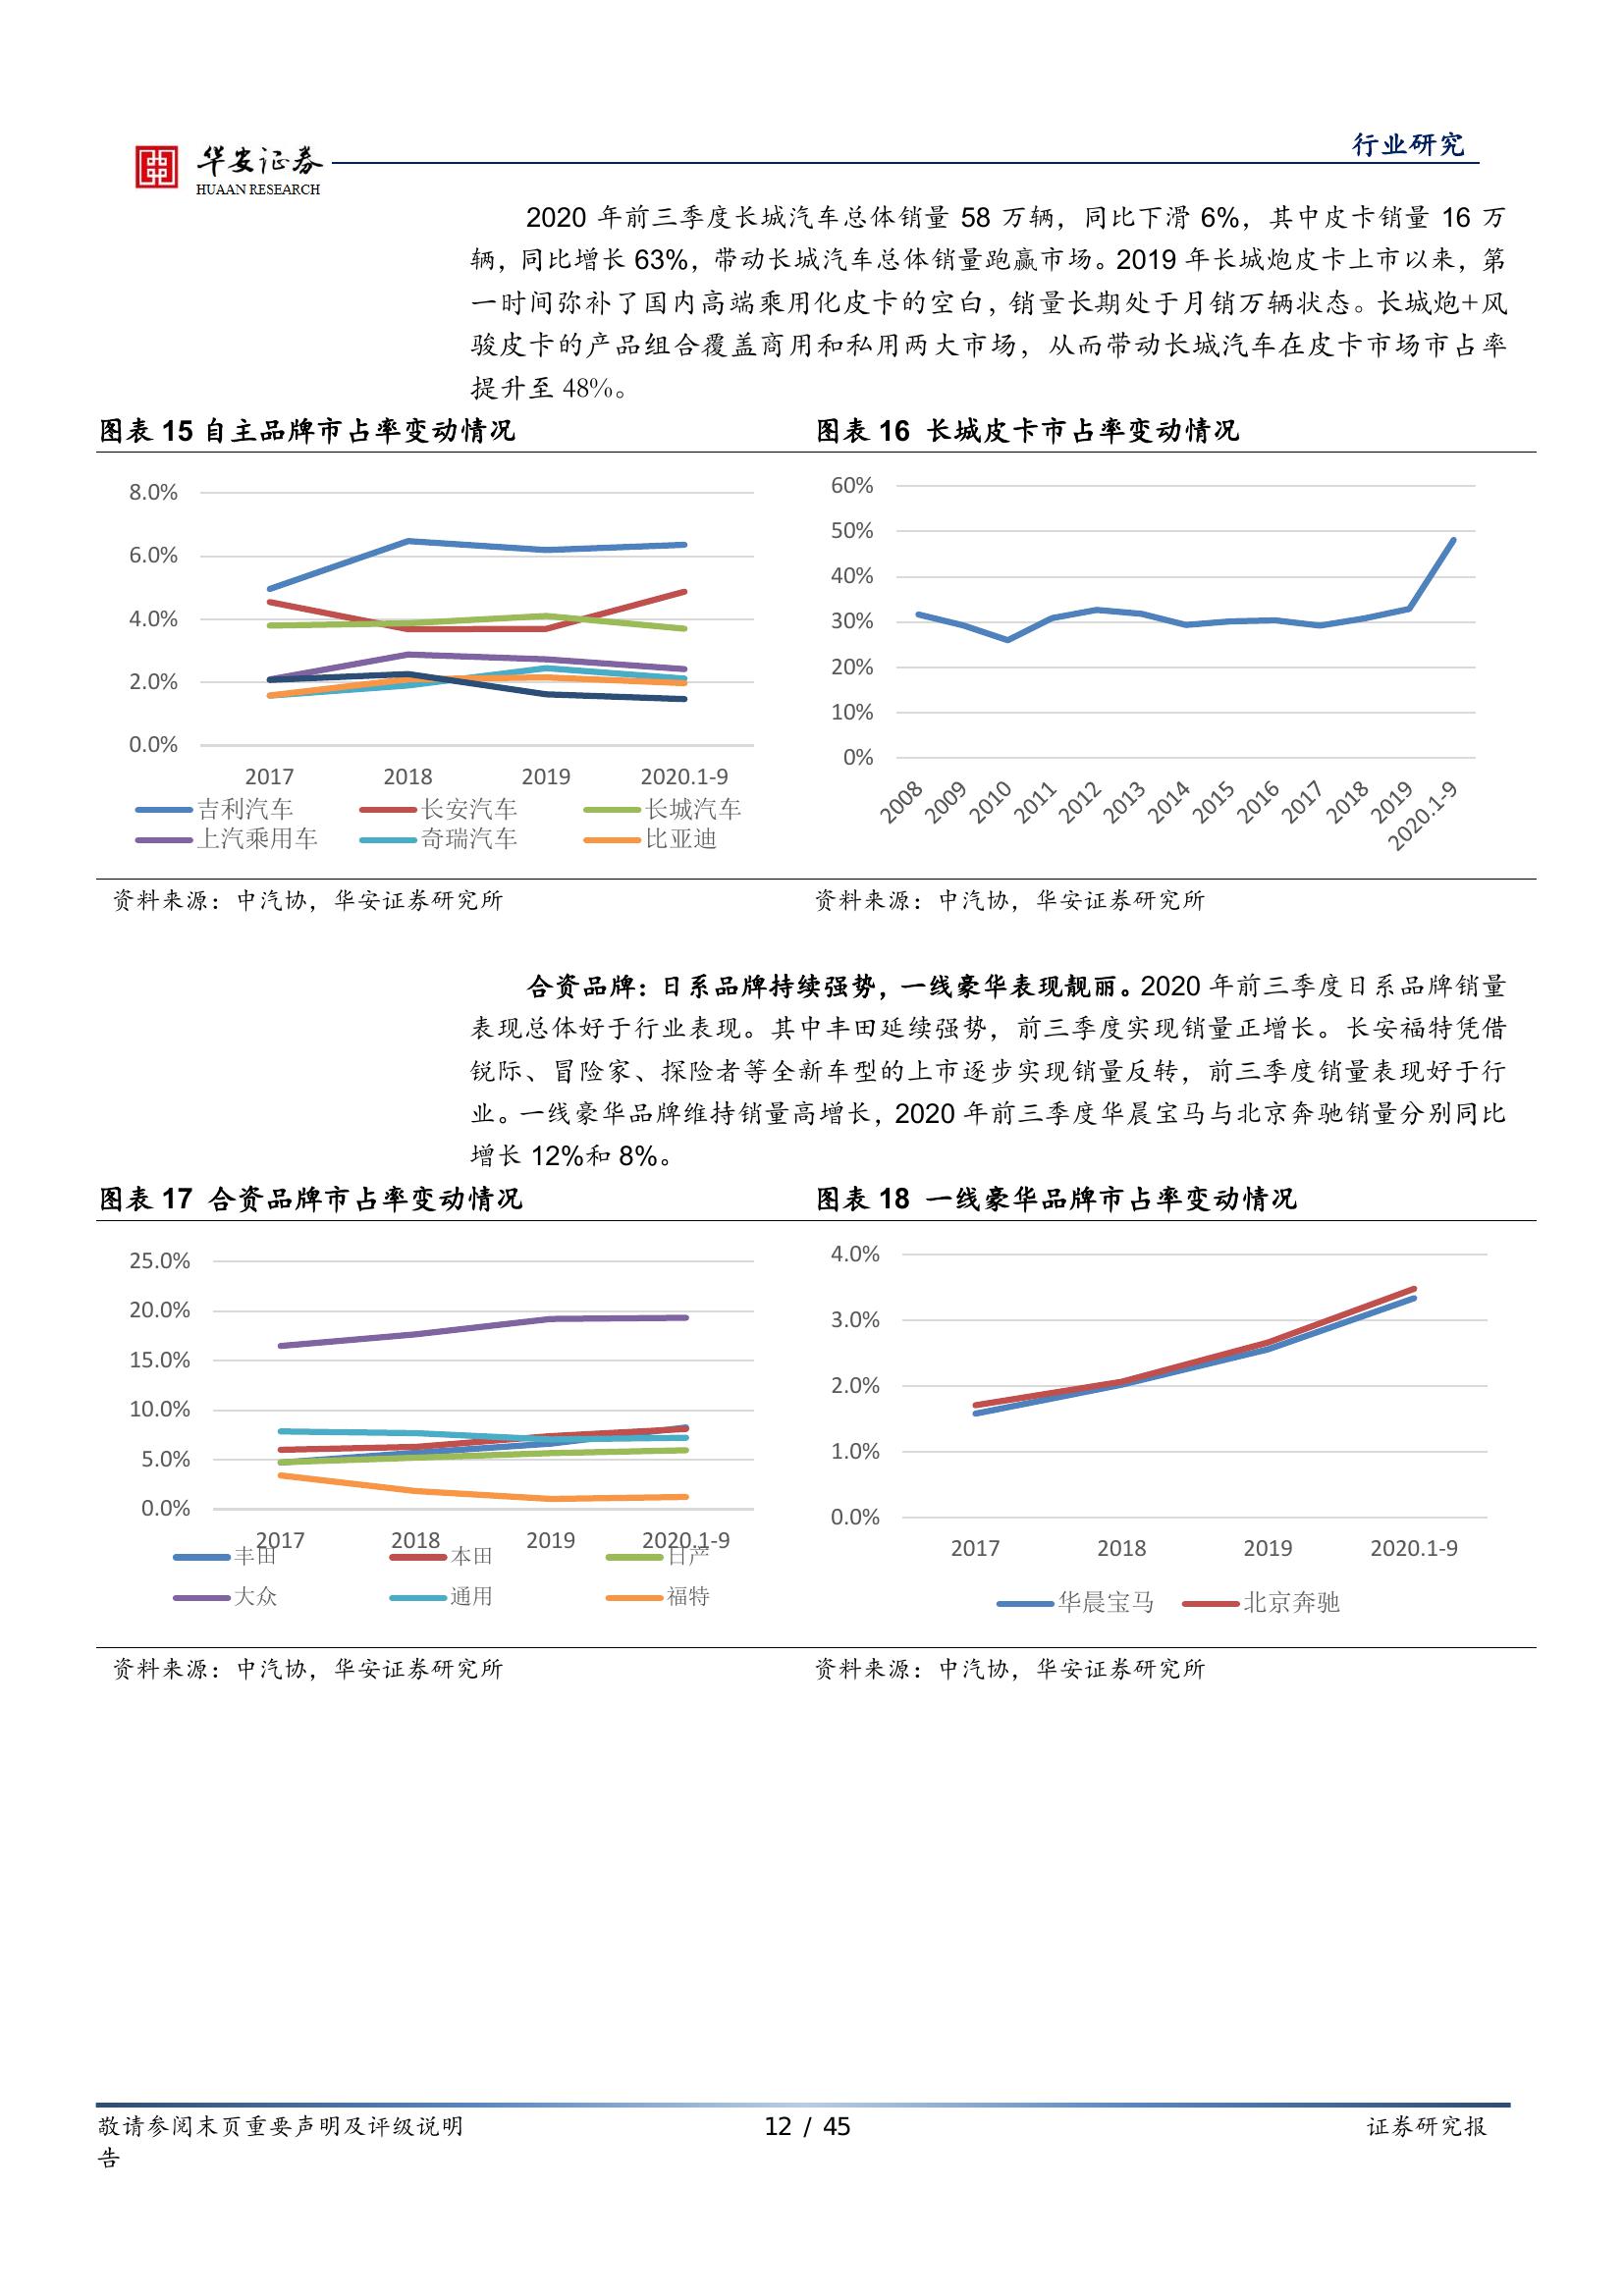 华安证券
HUAAN RESEARCH
行业研究
2020 年前三季度长城汽车总体销量 58 万辆，同比下滑 6%，其中皮卡销量 16 万
辆，同比增长 63%，带动长城汽车总体销量跑赢市场。2019 年长城炮皮卡上市以来，第
一时间弥补了国内高端乘用化皮卡的空白，销量长期处于月销万辆状态。长城炮+风
骏皮卡的产品组合覆盖商用和私用两大市场，从而带动长城汽车在皮卡市场市占率
提升至 48%。
图表 15 自主品牌市占率变动情况
8.0%
6.0%
4.0%
2.0%
0.0%
2017 2018 2019 2020.1-9
吉利汽车 长安汽车 长城汽车
上汽乘用车 奇瑞汽车 比亚迪
资料来源：中汽协，华安证券研究所
图表 16 长城皮卡市占率变动情况
60%
50%
40%
30%
20%
10%
0%
2008 2009 2010 2011 2012 2013 2014 2015 2016 2017 2018 2019 2020.1-9
资料来源：中汽协，华安证券研究所
合资品牌：日系品牌持续强势，一线豪华表现靓丽。2020 年前三季度日系品牌销量
表现总体好于行业表现。其中丰田延续强势，前三季度实现销量正增长。长安福特凭借
锐际、冒险家、探险者等全新车型的上市逐步实现销量反转，前三季度销量表现好于行
业。一线豪华品牌维持销量高增长，2020 年前三季度华晨宝马与北京奔驰销量分别同比
增长 12%和 8%。
图表 17 合资品牌市占率变动情况
25.0%
20.0%
15.0%
10.0%
5.0%
0.0%
2017 2018 2019 2020.1-9
丰田 本田 日产
大众 通用 福特
资料来源：中汽协，华安证券研究所
图表 18 一线豪华品牌市占率变动情况
4.0%
3.0%
2.0%
1.0%
0.0%
2017 2018 2019 2020.1-9
华晨宝马 北京奔驰
资料来源：中汽协，华安证券研究所
敬请参阅末页重要声明及评级说明 12 / 45 证券研究报
告